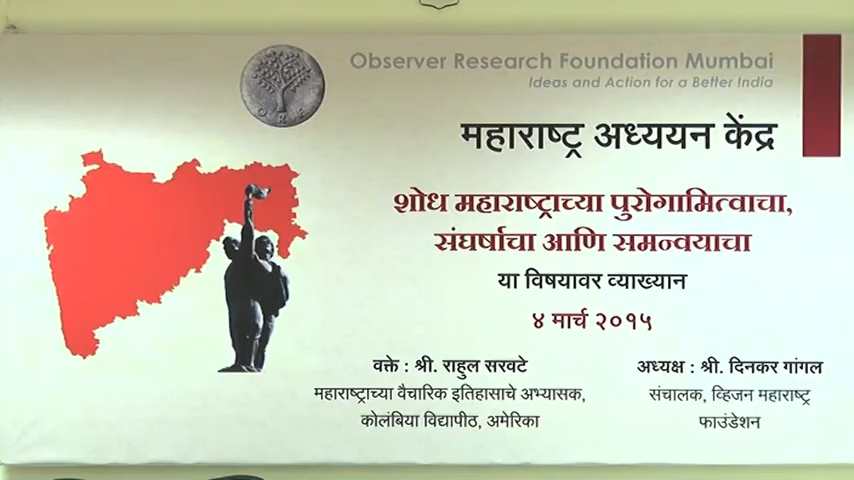 Observer Research Foundation Mumbai
Ideas and Action for a Better India
O R F
महाराष्ट्र अध्ययन केंद्र
शोध महाराष्ट्राच्या पुरोगामित्वाचा,
संघर्षाचा आणि समन्वयाचा
या विषयावर व्याख्यान
४ मार्च २०१५
वक्ते : श्री. राहुल सरवटे
महाराष्ट्राच्या वैचारिक इतिहासाचे अभ्यासक,
कोलंबिया विद्यापीठ, अमेरिका
अध्यक्ष : श्री. दिनकर गांगल
संचालक, व्हिजन महाराष्ट्र
फाउंडेशन